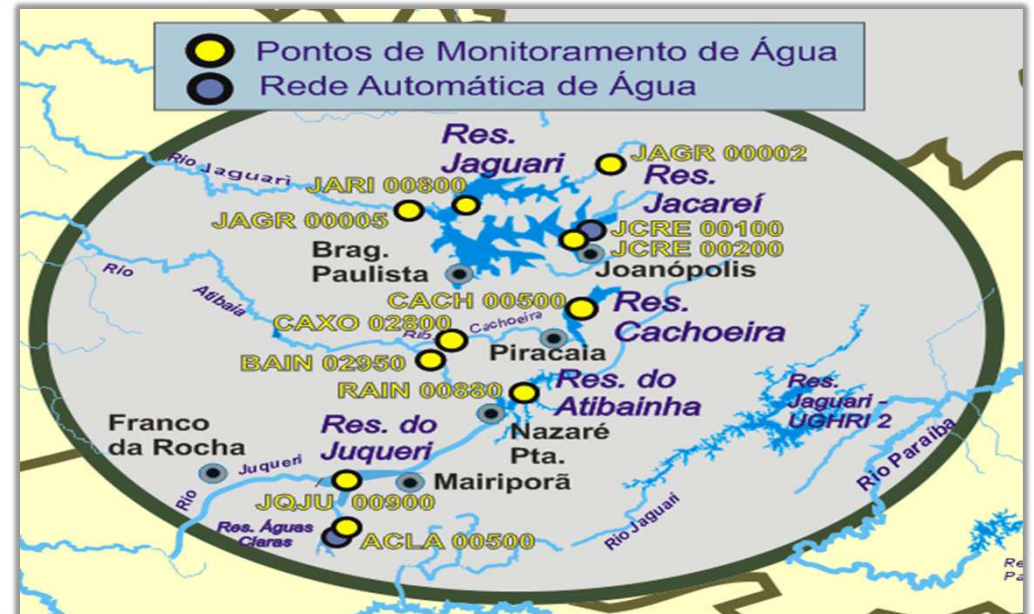 Pontos de Monitoramento de Água
Rede Automática de Água
Res.
Jaguari
JAGR 00002
Rio Jaguari
Res.
Jacareí
JARI 00800
JAGR 00005
JCRE 00100
JCRE 00200
Brag.
Paulista
Joanópolis
Rio
Atibaia
CACH 00500
Res.
Cachoeira
CAXO 02800
Rib.
Cachoeira
Piracaia
BAIN 02950
RAIN 00880
Res. do
Atibainha
Res.
Jaguari -
UGHRI 2
Franco
da Rocha
Res. do
Juqueri
Nazaré
Pta.
Rio Paraíba
Rio
Juqueri
Mairiporã
JQJU 00900
Res. Águas
Claras
ACLA 00500
Rio Jaguari